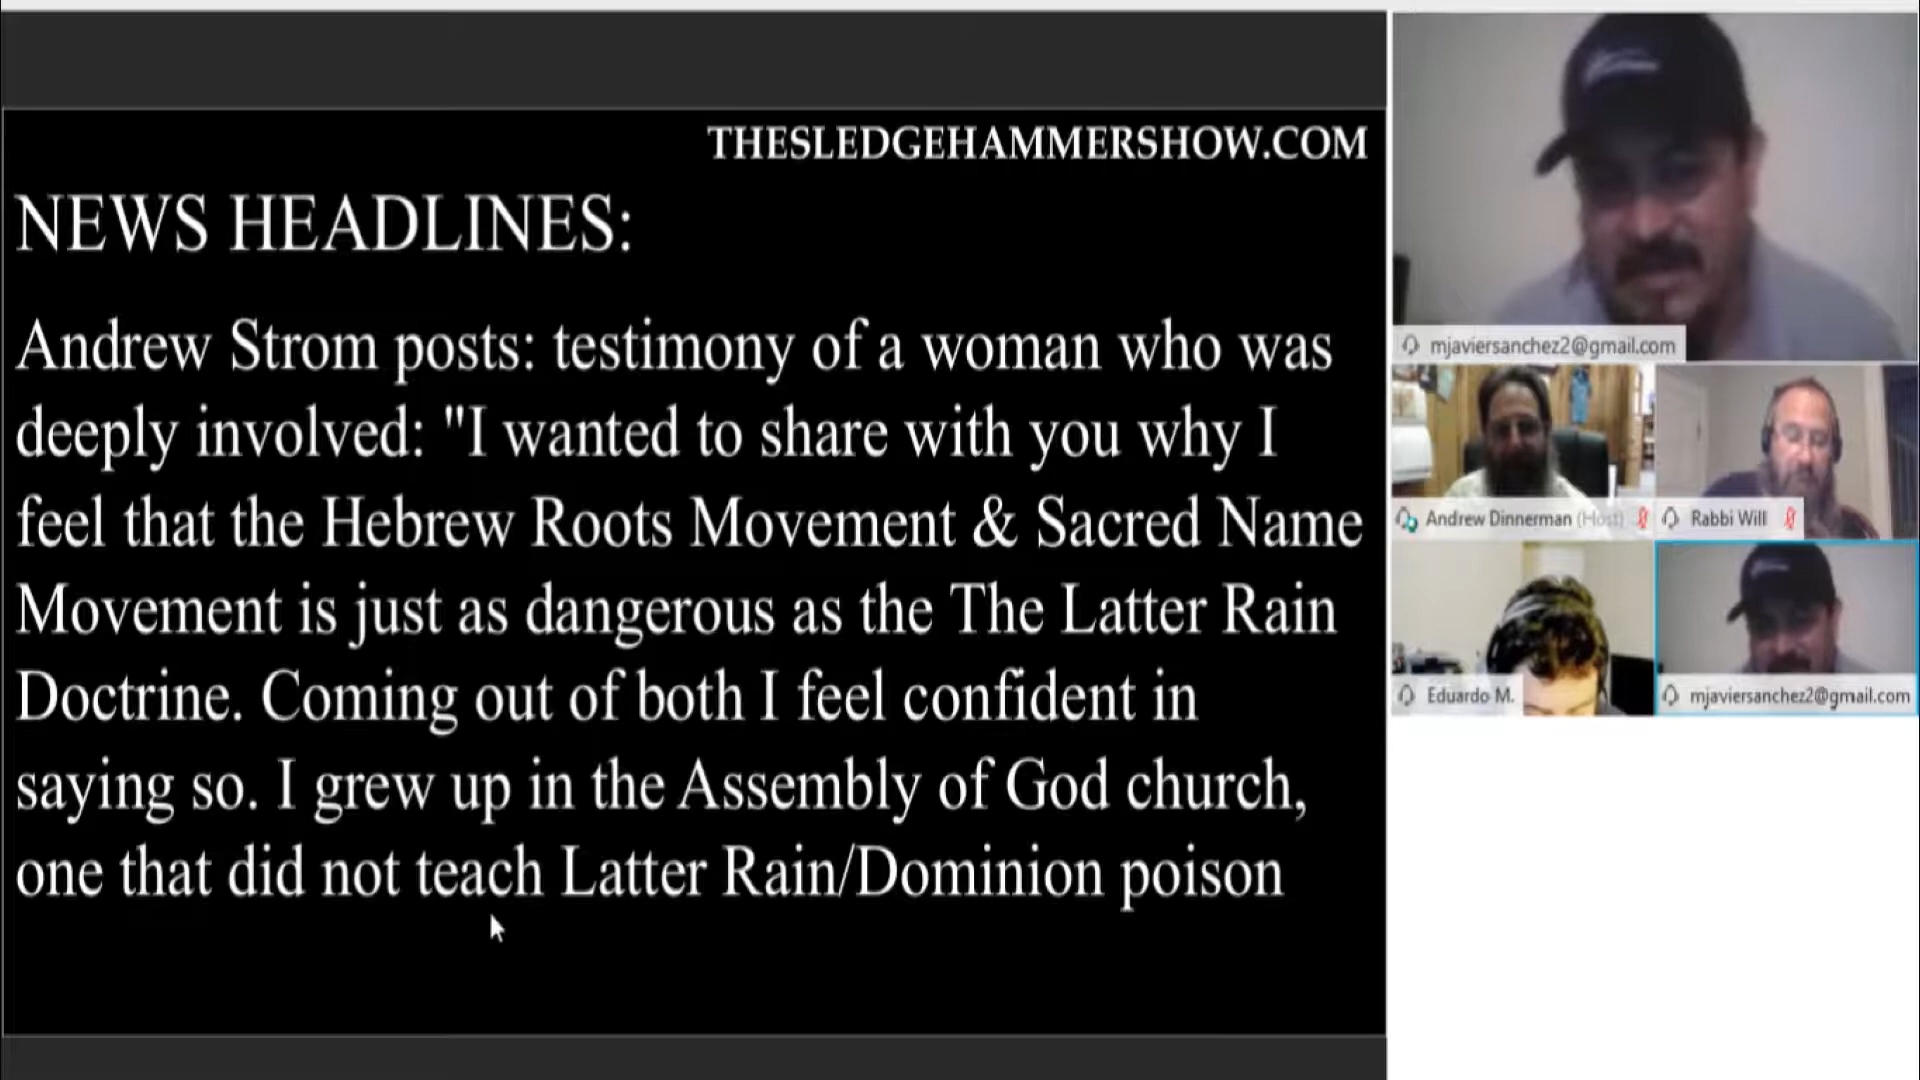 THESLEDGEHAMMERSHOW.COM
NEWS HEADLINES:
Andrew Strom posts: testimony of a woman who was
deeply involved: "I wanted to share with you why I
feel that the Hebrew Roots Movement & Sacred Name
Movement is just as dangerous as the The Latter Rain
Doctrine. Coming out of both I feel confident in
saying so. I grew up in the Assembly of God church,
one that did not teach Latter Rain/Dominion poison
mjaviersanchez2@gmail.com
Andrew Dinnerman (Host)
Rabbi Will
Eduardo M.
mjaviersanchez2@gmail.com